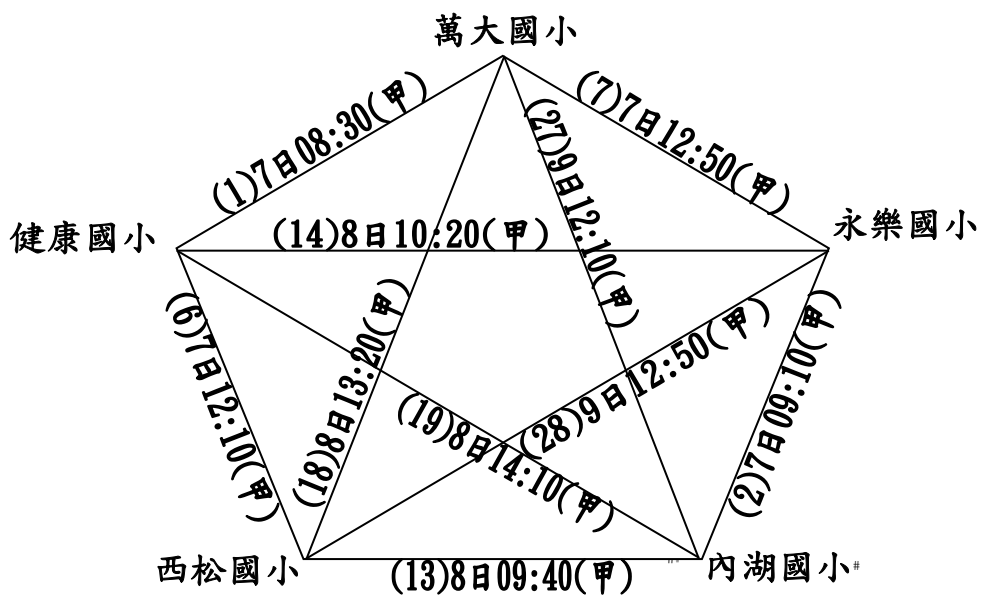 萬大國小
(1)7日08:30(甲)
(7)7日12:50(甲)
(27)9日12:10(甲)
健康國小
(14)8日10:20(甲)
永樂國小
(6)7日12:10(甲)
(18)8日13:20(甲)
(19)8日14:10(甲)
(28)9日12:50(甲)
(2)7日09:10(甲)
西松國小
(13)8日09:40(甲)
內湖國小#